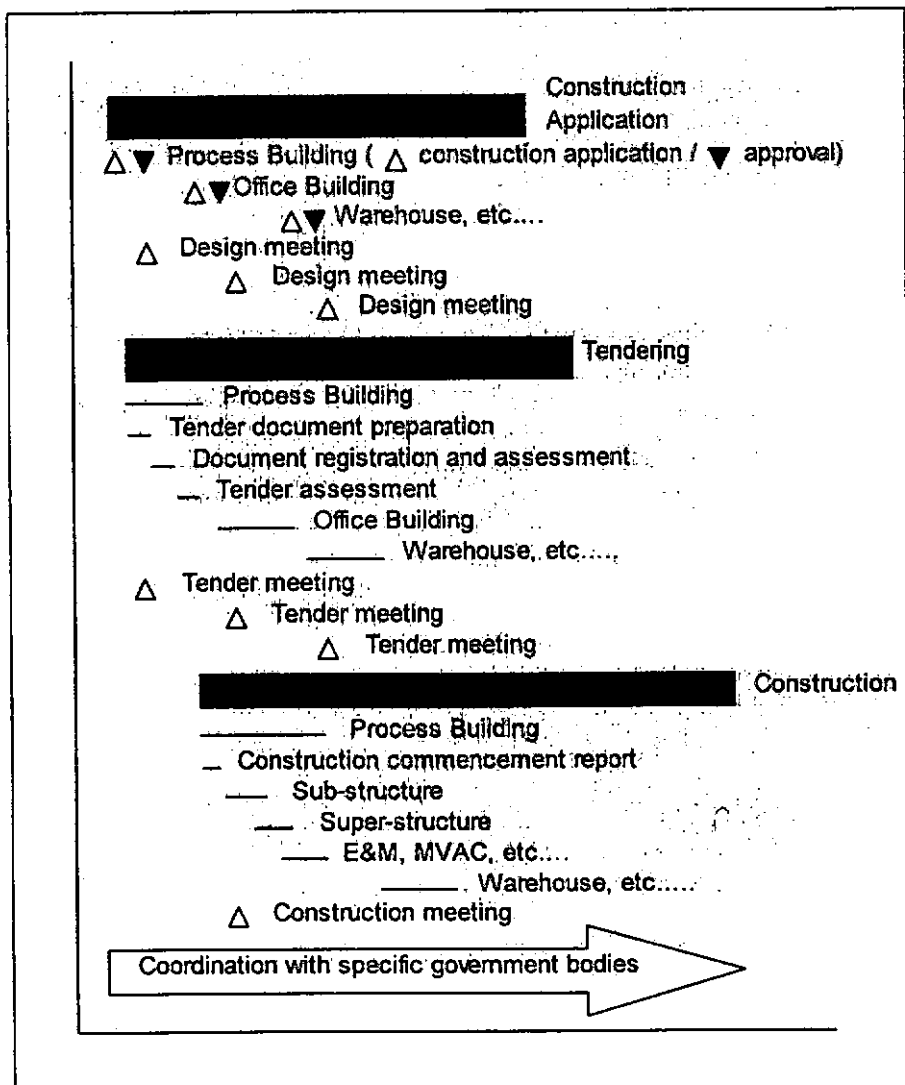 Construction
Application
△ ▼ Process Building ( △ construction application / ▼ approval)
△ ▼ Office Building
△ ▼ Warehouse, etc....
△ Design meeting
△ Design meeting
△ Design meeting
Tendering
Process Building
Tender document preparation
Document registration and assessment
Tender assessment
Office Building
Warehouse, etc.....
△ Tender meeting
△ Tender meeting
△ Tender meeting
Construction
Process Building
Construction commencement report
Sub-structure
Super-structure
E&M, MVAC, etc....
Warehouse, etc.....
△ Construction meeting
Coordination with specific government bodies